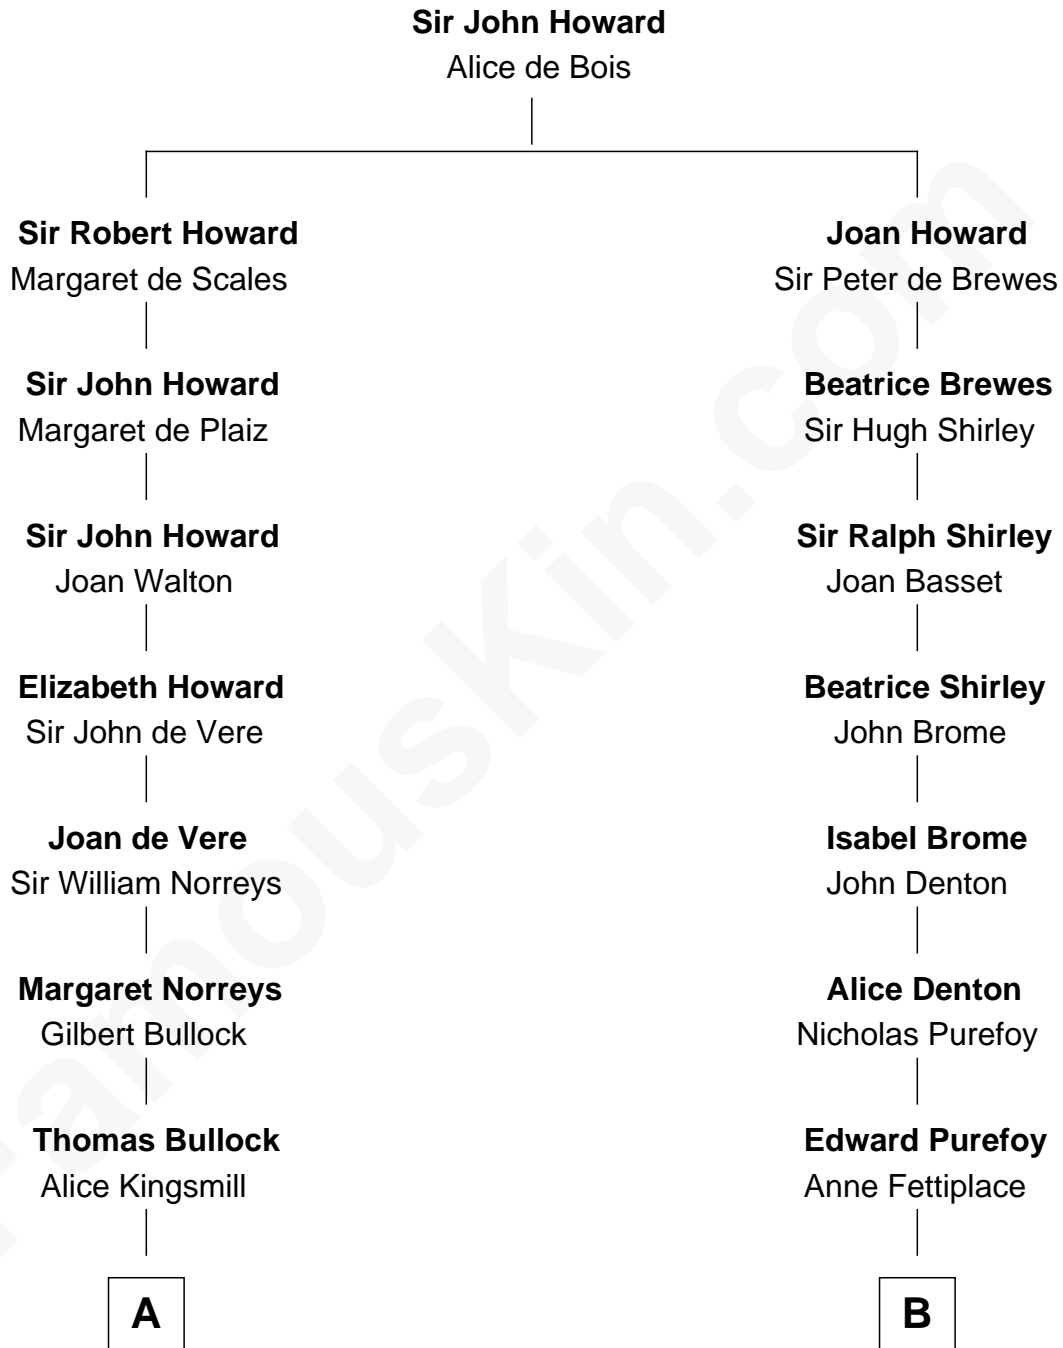 Sir John Howard
Alice de Bois
Sir Robert Howard
Margaret de Scales
Joan Howard
Sir Peter de Brewes
Sir John Howard
Margaret de Plaiz
Beatrice Brewes
Sir Hugh Shirley
Sir John Howard
Joan Walton
Sir Ralph Shirley
Joan Basset
Elizabeth Howard
Sir John de Vere
Beatrice Shirley
John Brome
Joan de Vere
Sir William Norreys
Isabel Brome
John Denton
Margaret Norreys
Gilbert Bullock
Alice Denton
Nicholas Purefoy
Thomas Bullock
Alice Kingsmill
Edward Purefoy
Anne Fettiplace
A
B
FamousKin.com